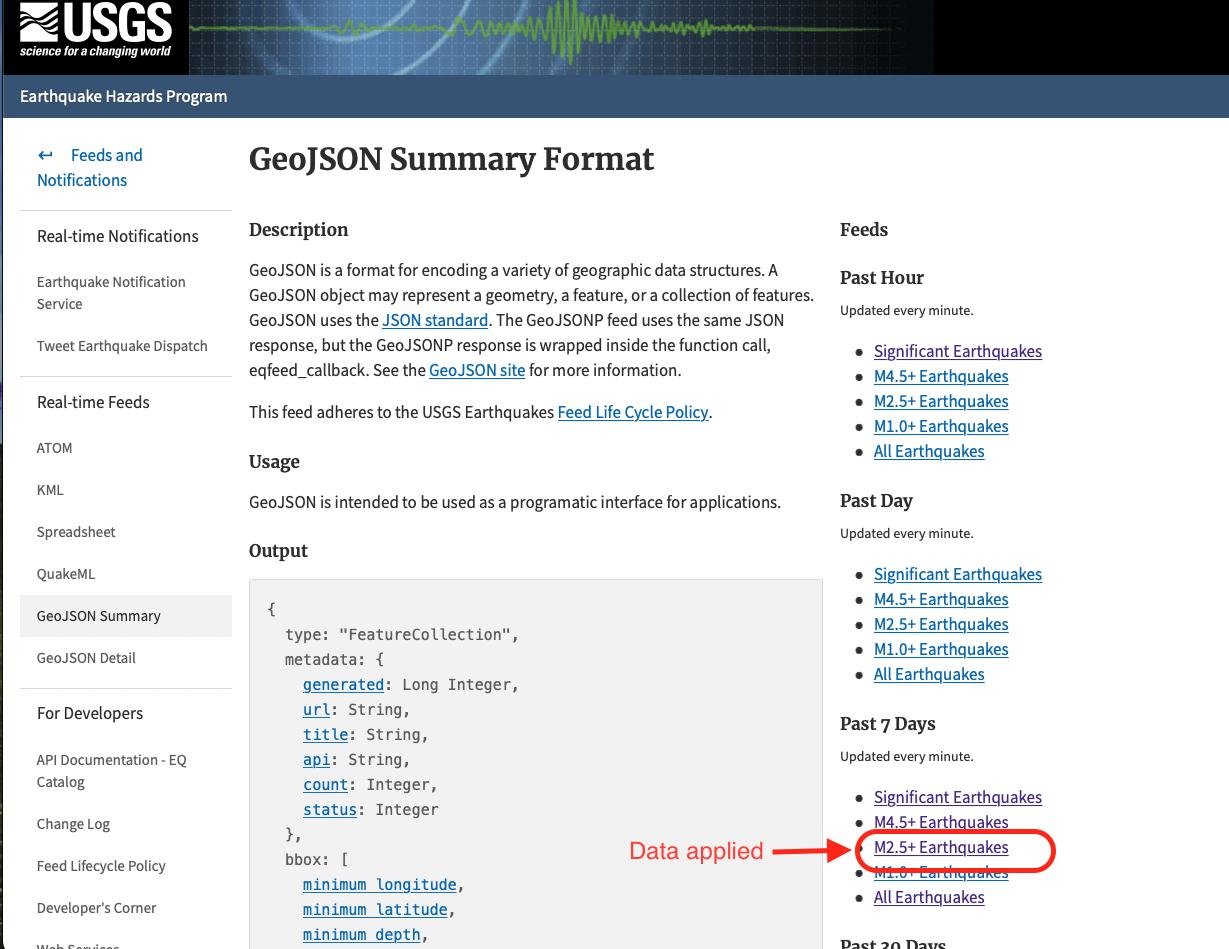 USGS
science for a changing world
Earthquake Hazards Program
↩ Feeds and
Notifications
Real-time Notifications
Earthquake Notification
Service
Tweet Earthquake Dispatch
Real-time Feeds
ATOM
KML
Spreadsheet
QuakeML
GeoJSON Summary
GeoJSON Detail
For Developers
API Documentation - EQ
Catalog
Change Log
Feed Lifecycle Policy
Developer's Corner
Web Services
GeoJSON Summary Format
Description
GeoJSON is a format for encoding a variety of geographic data structures. A
GeoJSON object may represent a geometry, a feature, or a collection of features.
GeoJSON uses the JSON standard. The GeoJSONP feed uses the same JSON
response, but the GeoJSONP response is wrapped inside the function call,
eqfeed_callback. See the GeoJSON site for more information.
This feed adheres to the USGS Earthquakes Feed Life Cycle Policy.
Usage
GeoJSON is intended to be used as a programatic interface for applications.
Output
{
type: "FeatureCollection",
metadata: {
generated: Long Integer,
url: String,
title: String,
api: String,
count: Integer,
status: Integer
},
bbox: [
minimum longitude,
minimum latitude,
minimum depth,
Feeds
Past Hour
Updated every minute.
• Significant Earthquakes
• M4.5+ Earthquakes
• M2.5+ Earthquakes
• M1.0+ Earthquakes
• All Earthquakes
Past Day
Updated every minute.
• Significant Earthquakes
• M4.5+ Earthquakes
• M2.5+ Earthquakes
• M1.0+ Earthquakes
• All Earthquakes
Past 7 Days
Updated every minute.
• Significant Earthquakes
• M4.5+ Earthquakes
Data applied
• M2.5+ Earthquakes
• M1.0+ Earthquakes
• All Earthquakes
Past 30 Days